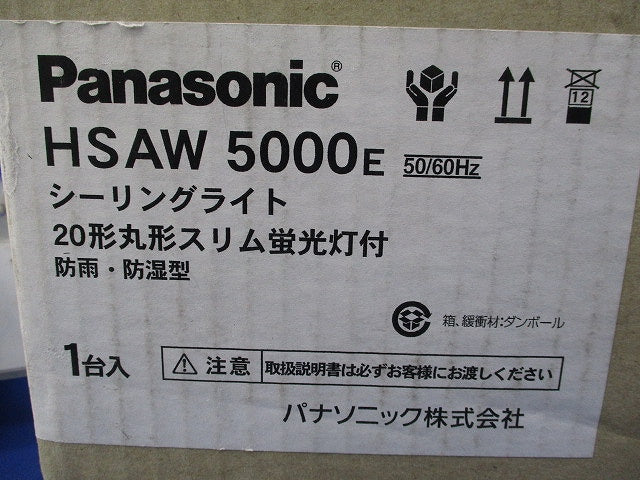 Panasonic®
12
HSAW 5000E 50/60Hz
シーリングライト
20形丸形スリム蛍光灯付
防雨・防湿型
箱、緩衝材:ダンボール
1台入
注意 取扱説明書は必ずお客様にお渡しください
パナソニック株式会社